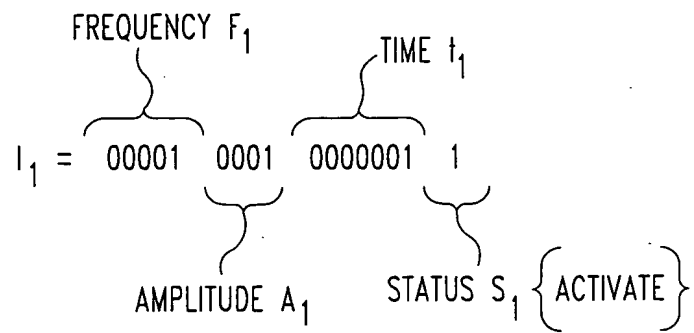 FREQUENCY F₁
TIME t₁
I₁ = 00001 0001 0000001 1
AMPLITUDE A₁
STATUS S₁ {ACTIVATE}